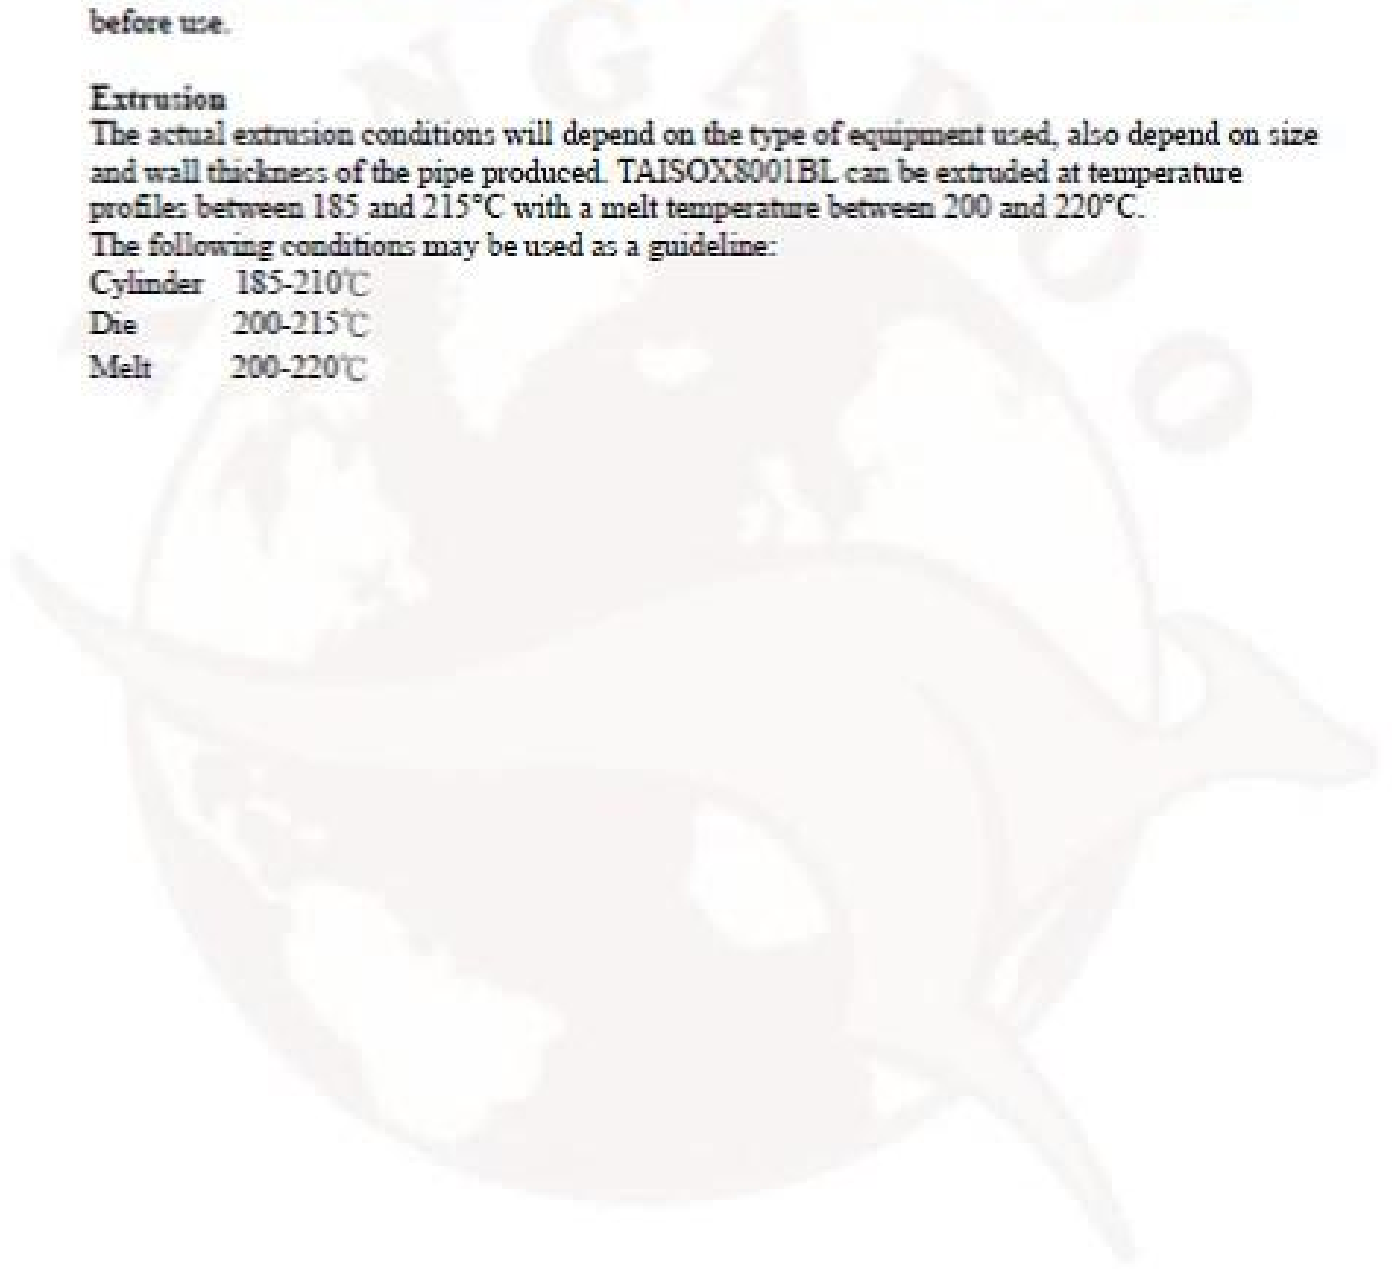 before use.
Extrusion
The actual extrusion conditions will depend on the type of equipment used, also depend on size
and wall thickness of the pipe produced. TAISOX8001BL can be extruded at temperature
profiles between 185 and 215°C with a melt temperature between 200 and 220°C.
The following conditions may be used as a guideline:
Cylinder 185-210℃
Die 200-215℃
Melt 200-220℃